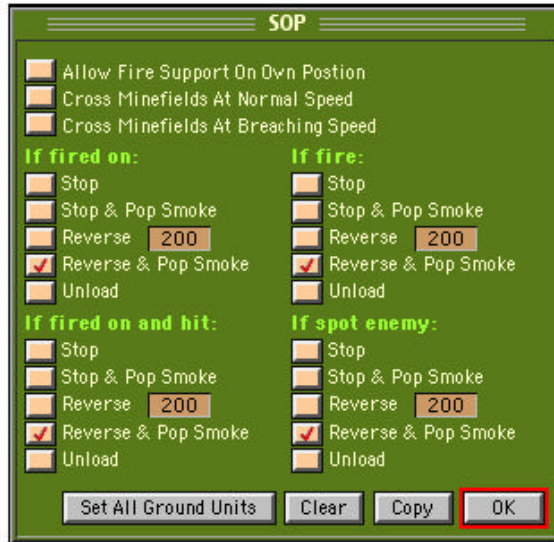 SOP
Allow Fire Support On Own Postion
Cross Minefields At Normal Speed
Cross Minefields At Breaching Speed
If fired on:
Stop
Stop & Pop Smoke
Reverse 200
Reverse & Pop Smoke
Unload
If fire:
Stop
Stop & Pop Smoke
Reverse 200
Reverse & Pop Smoke
Unload
If fired on and hit:
Stop
Stop & Pop Smoke
Reverse 200
Reverse & Pop Smoke
Unload
If spot enemy:
Stop
Stop & Pop Smoke
Reverse 200
Reverse & Pop Smoke
Unload
Set All Ground Units Clear Copy OK